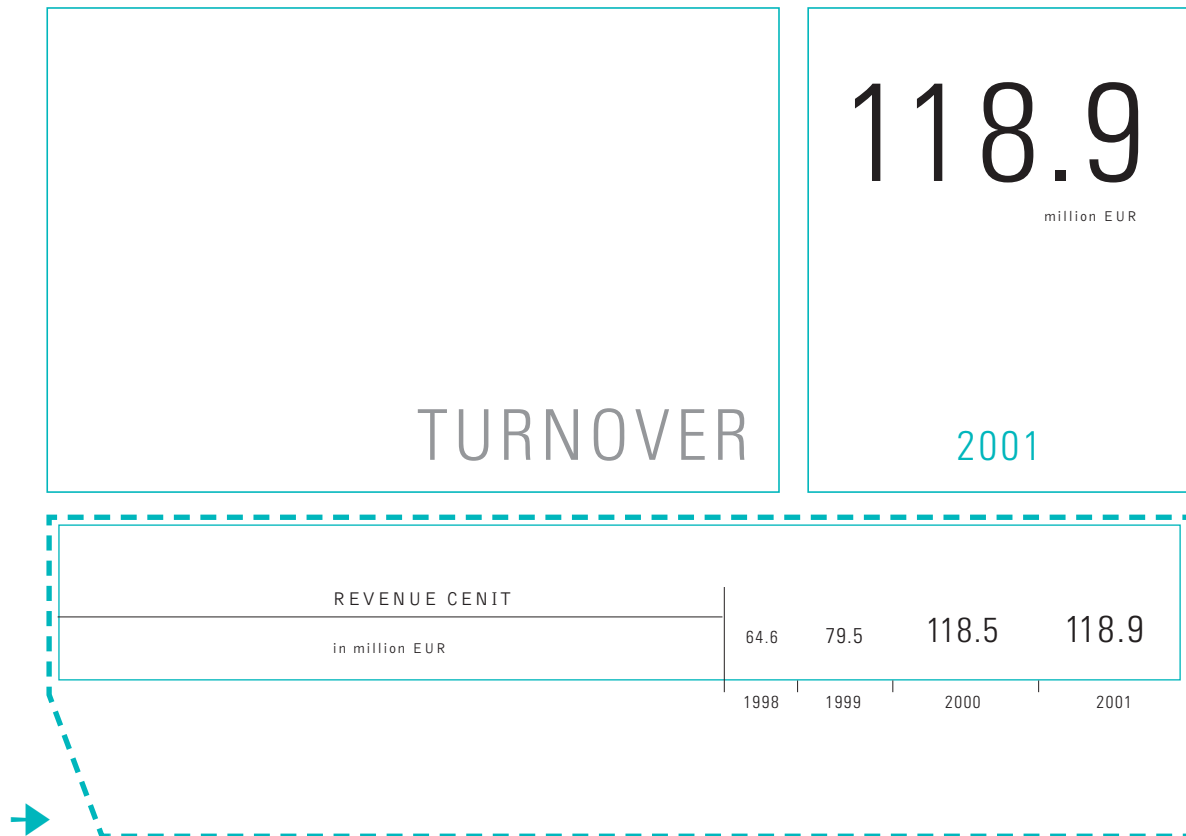 118.9
million EUR
TURNOVER
2001
REVENUE CENIT
in million EUR
64.6 79.5 118.5 118.9
1998 1999 2000 2001